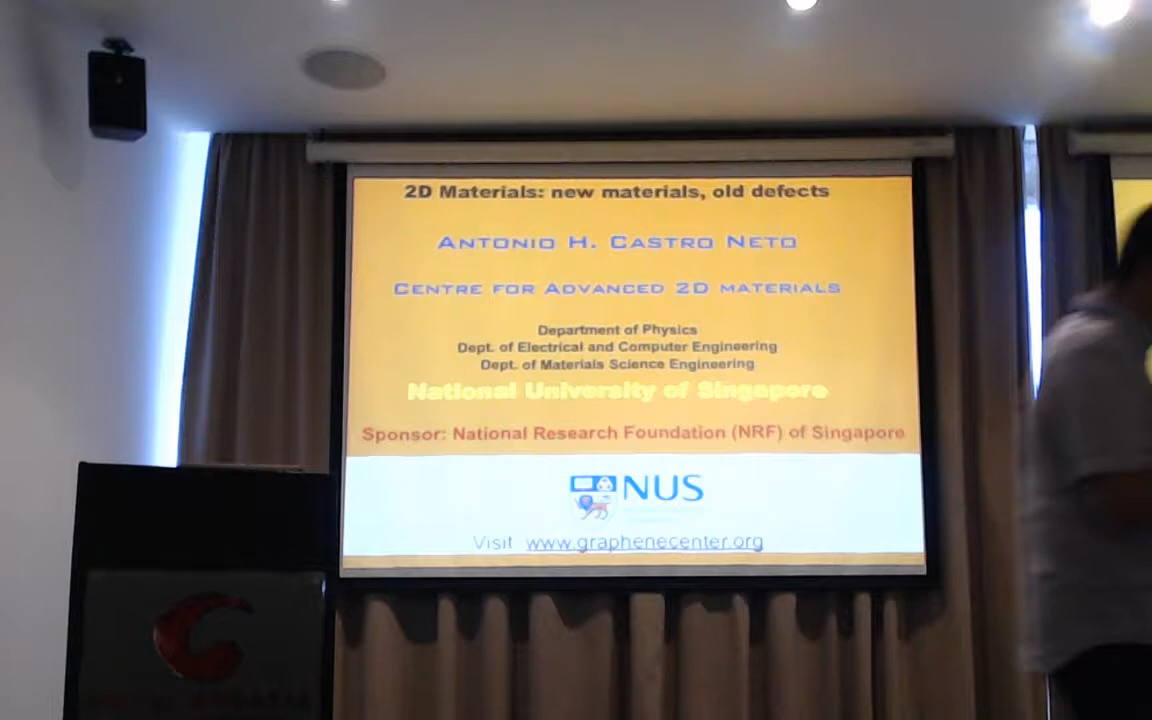 2D Materials: new materials, old defects
ANTONIO H. CASTRO NETO
CENTRE FOR ADVANCED 2D MATERIALS
Department of Physics
Dept. of Electrical and Computer Engineering
Dept. of Materials Science Engineering
National University of Singapore
Sponsor: National Research Foundation (NRF) of Singapore
NUS
Visit www.graphenecenter.org